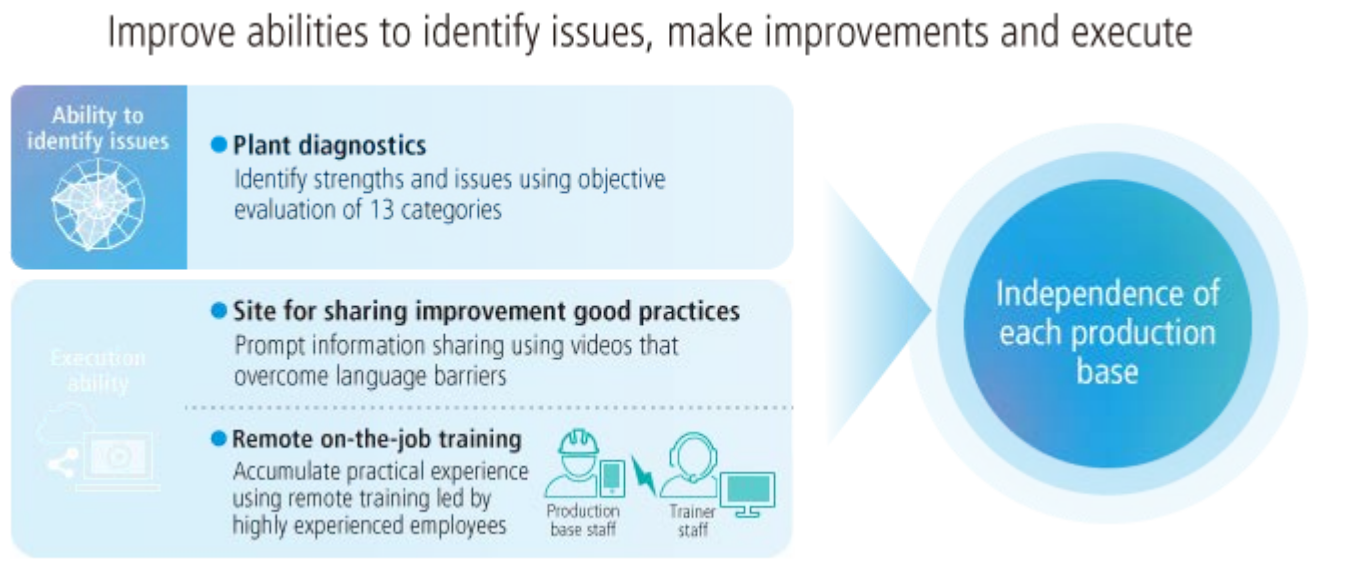 Improve abilities to identify issues, make improvements and execute
Ability to
identify issues
● Plant diagnostics
Identify strengths and issues using objective
evaluation of 13 categories
Execution
ability
● Site for sharing improvement good practices
Prompt information sharing using videos that
overcome language barriers
● Remote on-the-job training
Accumulate practical experience
using remote training led by
highly experienced employees
Production
base staff
Trainer
staff
Independence of
each production
base